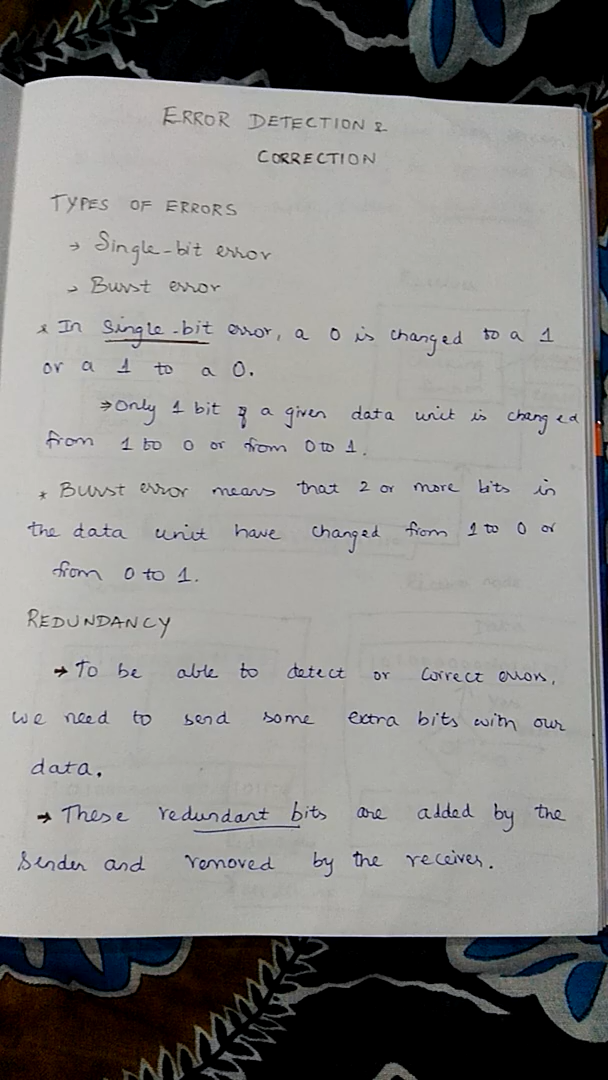 ERROR DETECTION &
CORRECTION
TYPES OF ERRORS
→ Single-bit error
→ Burst error
* In single-bit error, a 0 is changed to a 1
or a 1 to a 0.
⇒ Only 1 bit of a given data unit is changed
from 1 to 0 or from 0 to 1.
* Burst error means that 2 or more bits in
the data unit have changed from 1 to 0 or
from 0 to 1.
REDUNDANCY
→ To be able to detect or correct errors,
we need to send some extra bits with our
data.
→ These redundant bits are added by the
sender and removed by the receiver.